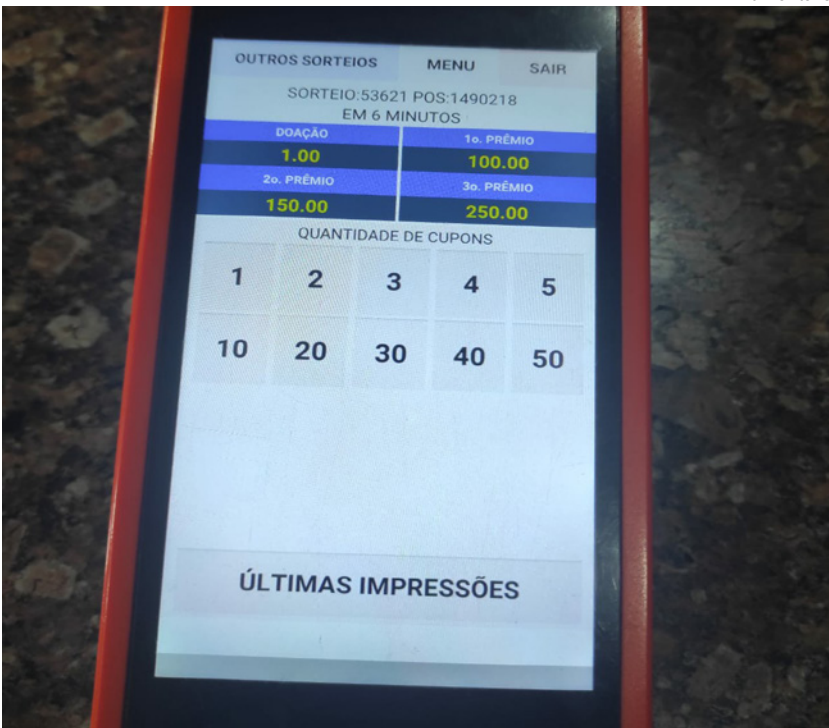 OUTROS SORTEIOS MENU SAIR
SORTEIO:53621 POS:1490218
EM 6 MINUTOS
DOAÇÃO 1o. PRÊMIO
1.00 100.00
2o. PRÊMIO 3o. PRÊMIO
150.00 250.00
QUANTIDADE DE CUPONS
1 2 3 4 5
10 20 30 40 50
ÚLTIMAS IMPRESSÕES